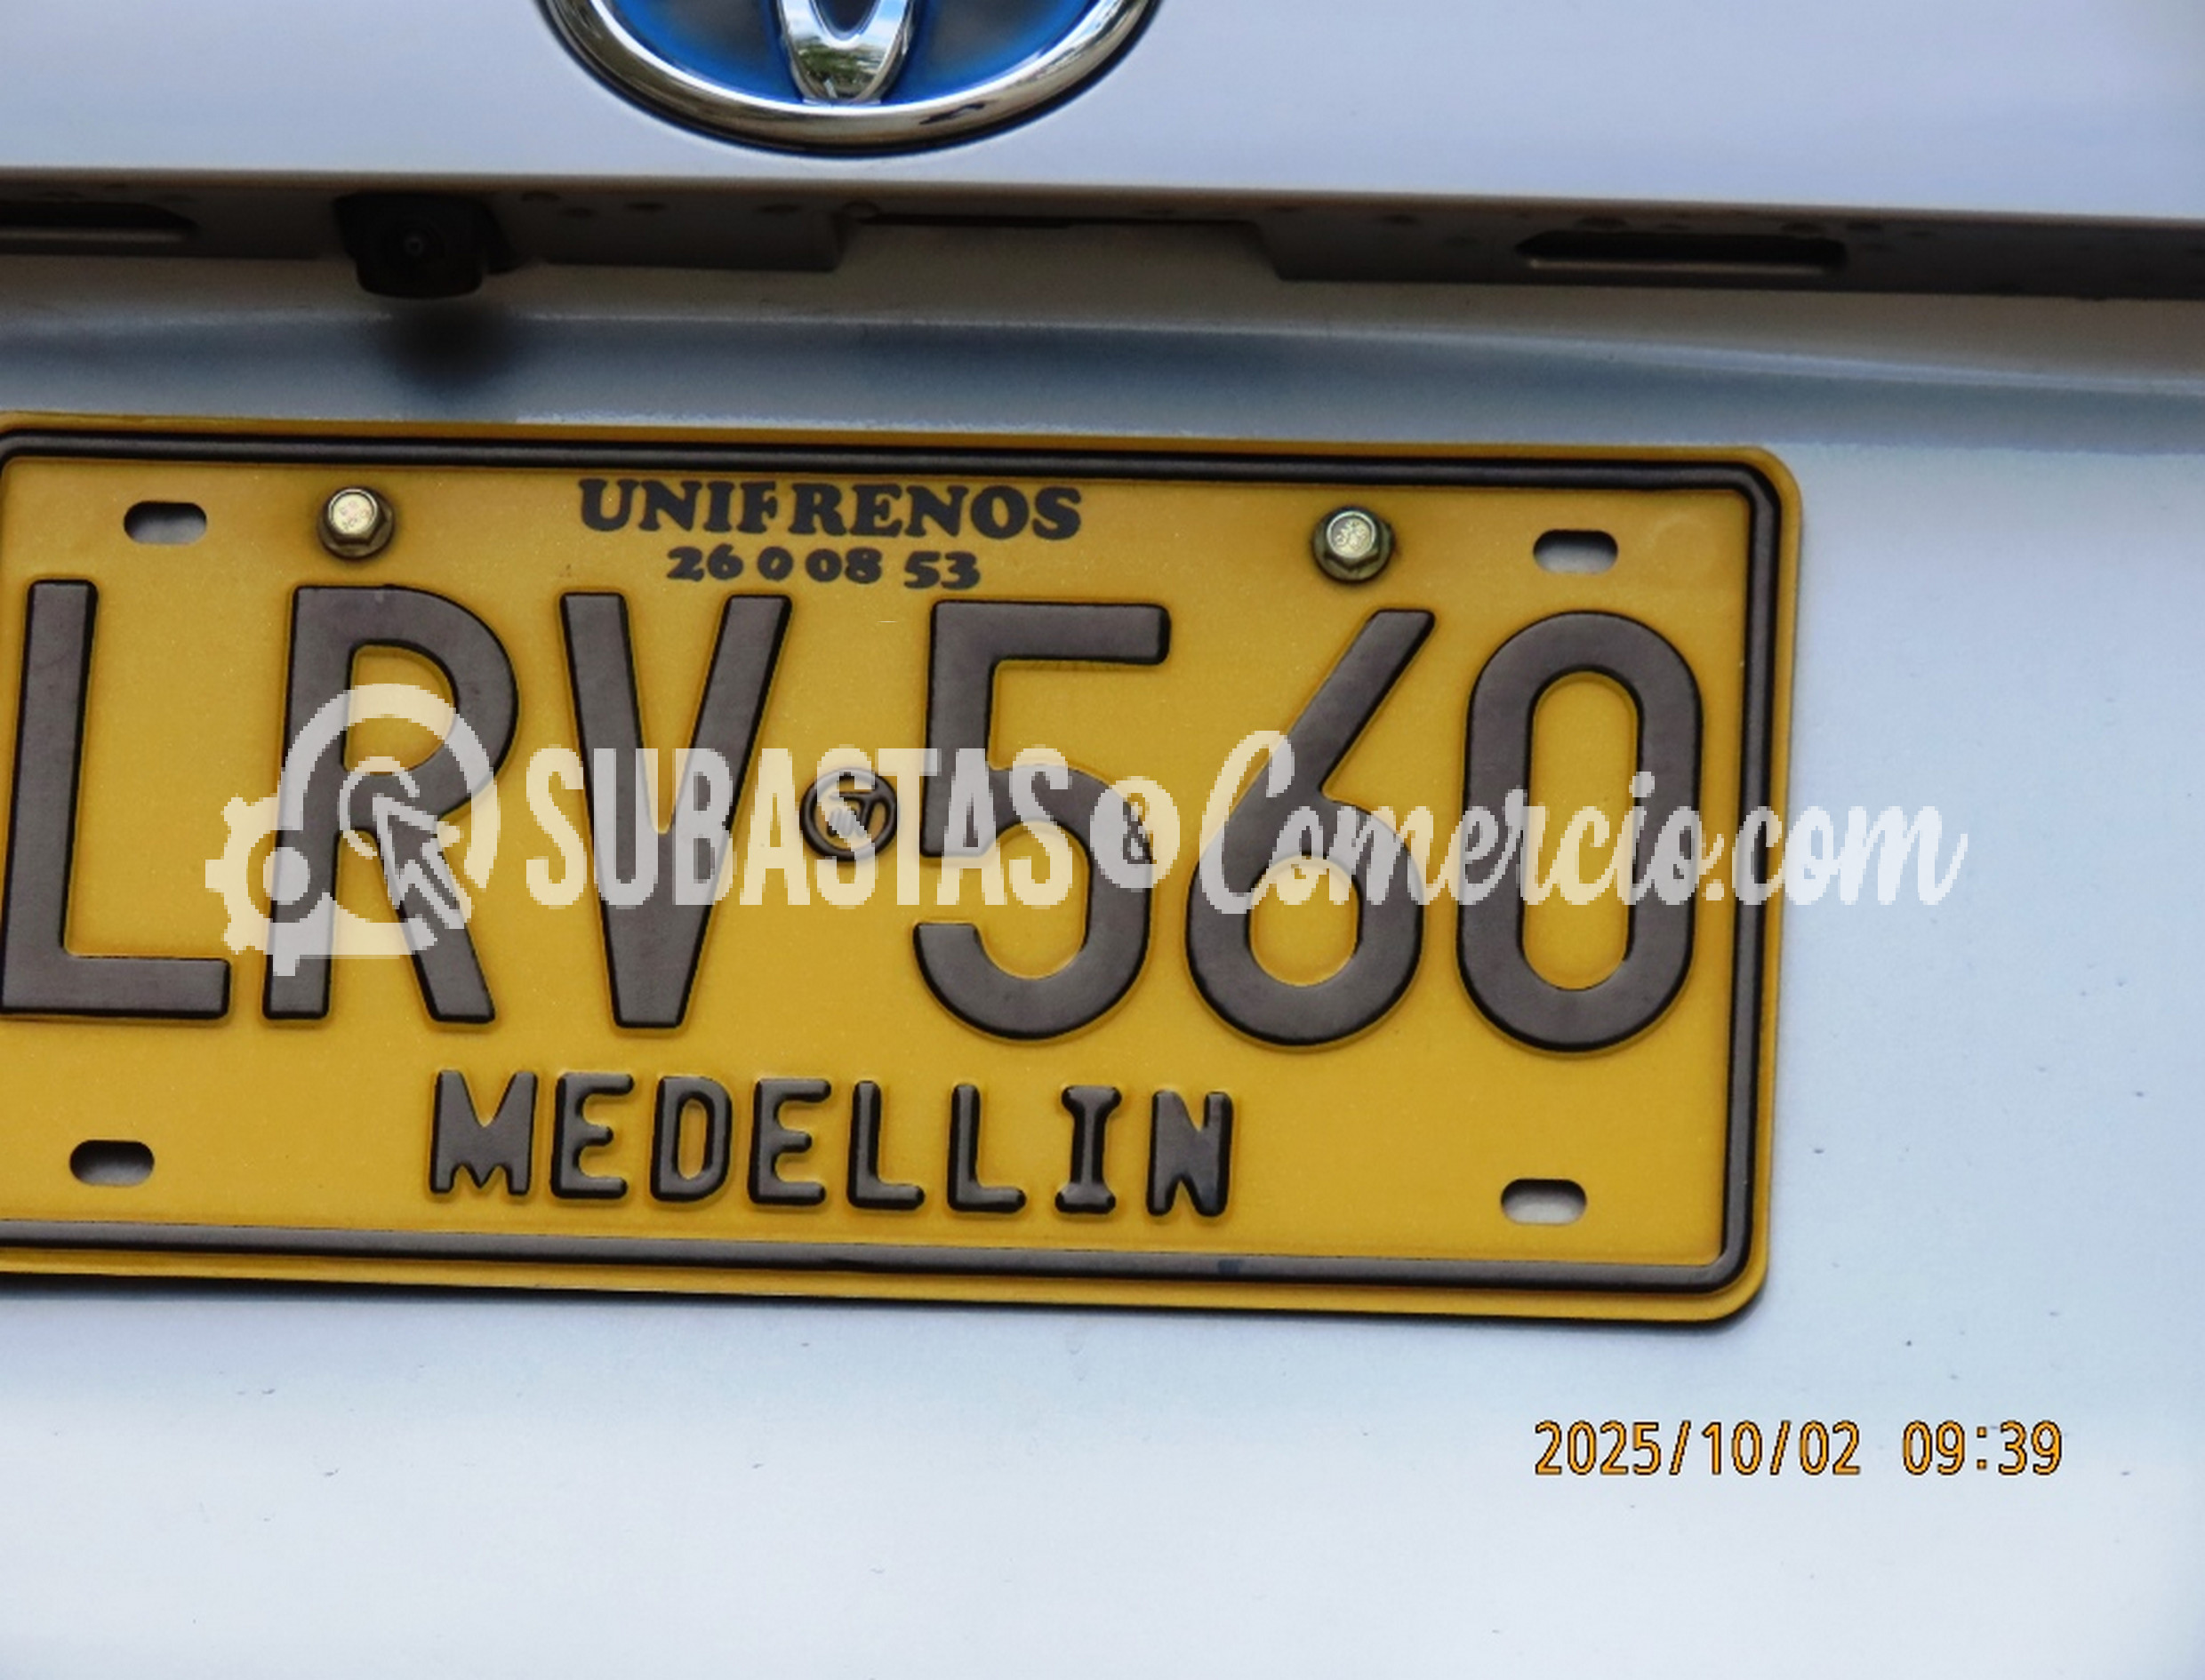 UNIFRENOS
26 0 08 53
LRV 560
SUBASTAS & Comercio.com
MEDELLIN
2025/10/02 09:39